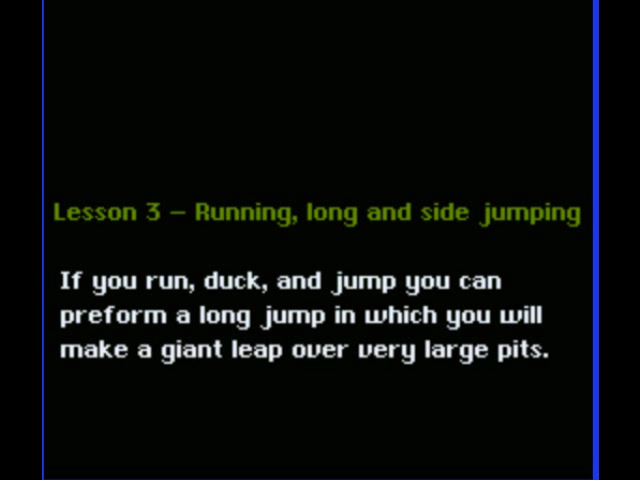 Lesson 3 – Running, long and side jumping
If you run, duck, and jump you can
preform a long jump in which you will
make a giant leap over very large pits.